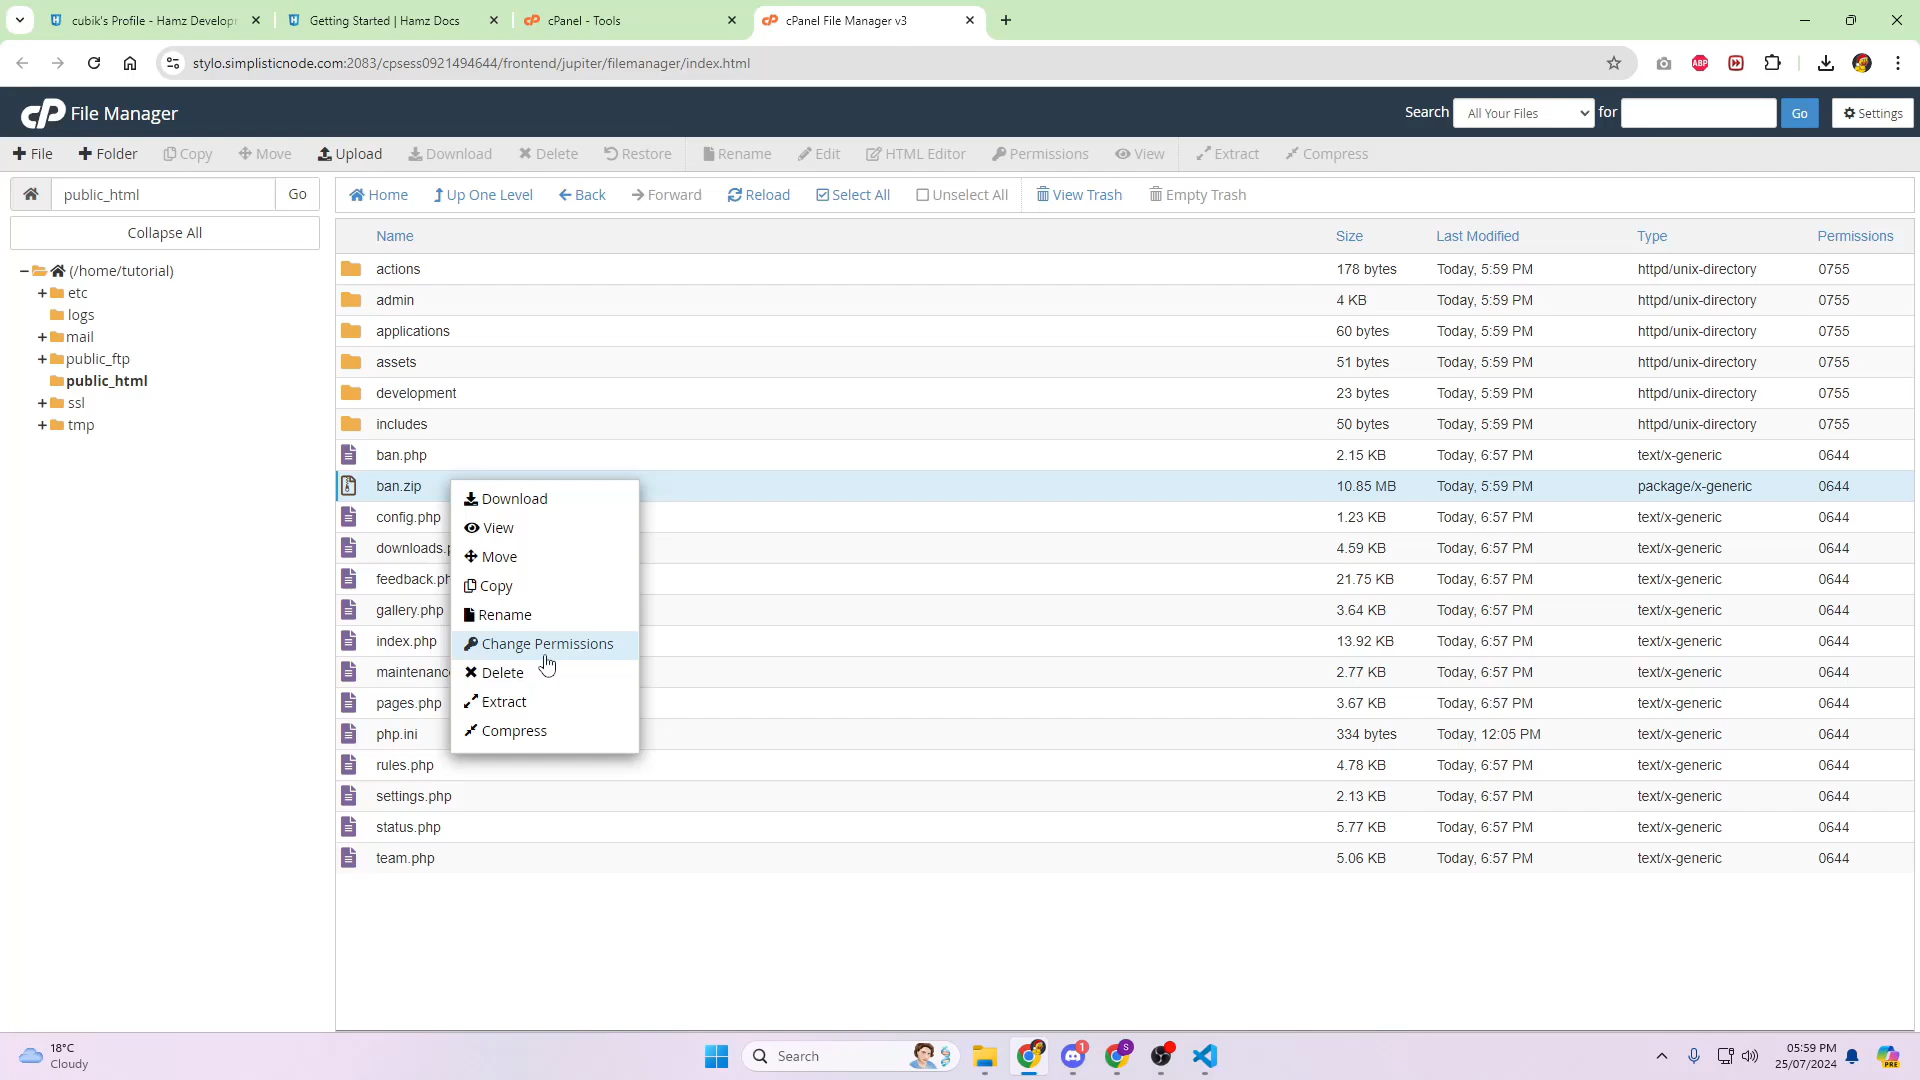 cubik's Profile - Hamz Developr
Getting Started | Hamz Docs
cPanel - Tools
cPanel File Manager v3
stylo.simplisticnode.com:2083/cpsess0921494644/frontend/jupiter/filemanager/index.html
ABP
cP File Manager
Search All Your Files for Go Settings
File Folder Copy Move Upload Download Delete Restore Rename Edit HTML Editor Permissions View Extract Compress
public_html Go
Home Up One Level Back Forward Reload Select All Unselect All View Trash Empty Trash
Collapse All
(/home/tutorial)
etc
logs
mail
public_ftp
public_html
ssl
tmp
Name Size Last Modified Type Permissions
actions 178 bytes Today, 5:59 PM httpd/unix-directory 0755
admin 4 KB Today, 5:59 PM httpd/unix-directory 0755
applications 60 bytes Today, 5:59 PM httpd/unix-directory 0755
assets 51 bytes Today, 5:59 PM httpd/unix-directory 0755
development 23 bytes Today, 5:59 PM httpd/unix-directory 0755
includes 50 bytes Today, 5:59 PM httpd/unix-directory 0755
ban.php 2.15 KB Today, 5:59 PM text/x-generic 0644
ban.zip 10.85 MB Today, 5:59 PM package/x-generic 0644
config.php 1.23 KB Today, 6:57 PM text/x-generic 0644
downloads.p 4.59 KB Today, 6:57 PM text/x-generic 0644
feedback.ph 21.75 KB Today, 6:57 PM text/x-generic 0644
gallery.php 3.64 KB Today, 6:57 PM text/x-generic 0644
index.php 13.92 KB Today, 6:57 PM text/x-generic 0644
maintenanc 2.77 KB Today, 6:57 PM text/x-generic 0644
pages.php 3.67 KB Today, 6:57 PM text/x-generic 0644
php.ini 334 bytes Today, 12:05 PM text/x-generic 0644
rules.php 4.78 KB Today, 6:57 PM text/x-generic 0644
settings.php 2.13 KB Today, 6:57 PM text/x-generic 0644
status.php 5.77 KB Today, 6:57 PM text/x-generic 0644
team.php 5.06 KB Today, 6:57 PM text/x-generic 0644
Download
View
Move
Copy
Rename
Change Permissions
Delete
Extract
Compress
18°C
Cloudy
Search
1
S
05:59 PM
25/07/2024
PRE